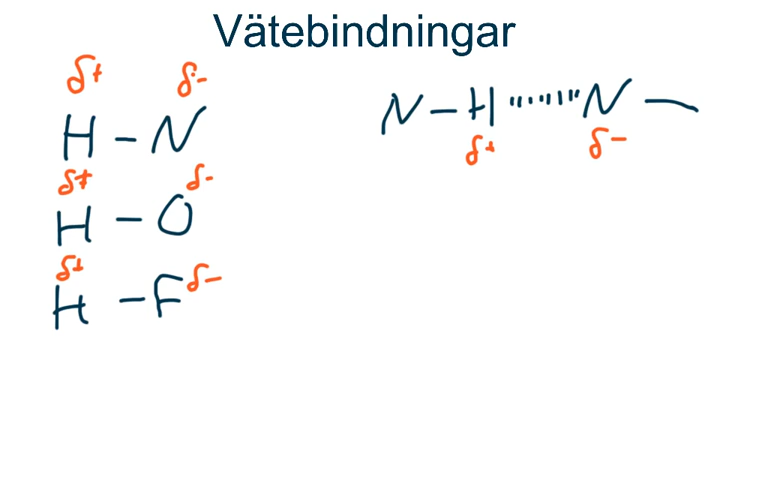 Vätebindningar
δ+ δ-
H - N
δ+ δ-
H - O
δ+ δ-
H - F
N - H ········ N -
δ+ δ-